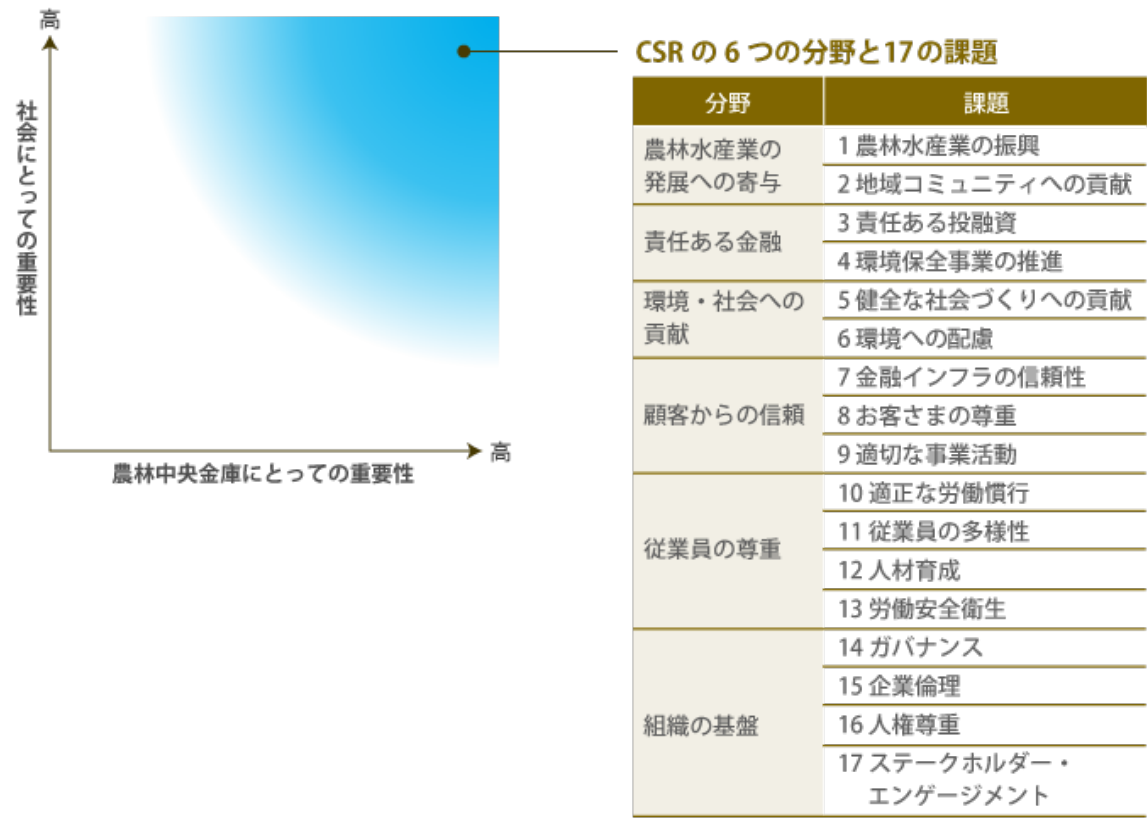 高
社会にとっての重要性
高
農林中央金庫にとっての重要性
CSR の 6 つの分野と17の課題
分野
課題
農林水産業の
発展への寄与
1 農林水産業の振興
2 地域コミュニティへの貢献
責任ある金融
3 責任ある投融資
4 環境保全事業の推進
環境・社会への
貢献
5 健全な社会づくりへの貢献
6 環境への配慮
顧客からの信頼
7 金融インフラの信頼性
8 お客さまの尊重
9 適切な事業活動
従業員の尊重
10 適正な労働慣行
11 従業員の多様性
12 人材育成
13 労働安全衛生
組織の基盤
14 ガバナンス
15 企業倫理
16 人権尊重
17 ステークホルダー・
エンゲージメント